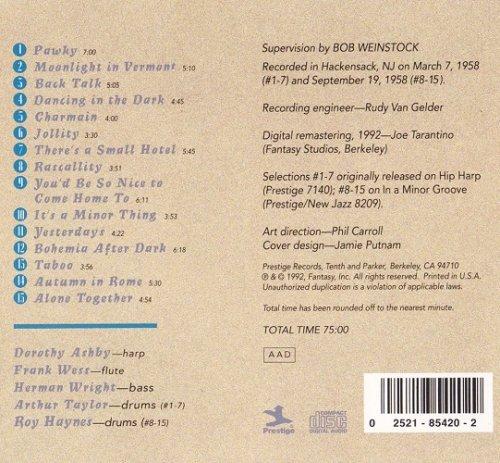 1 Pawky 7:00
2 Moonlight in Vermont 5:10
3 Back Talk 5:05
4 Dancing in the Dark 4:45
5 Charmain 4:00
6 Jollity 3:30
7 There's a Small Hotel 5:45
8 Rascallity 3:51
9 You'd Be So Nice to
Come Home To 6:11
10 It's a Minor Thing 3:53
11 Yesterdays 4:22
12 Bohemia After Dark 6:18
13 Taboo 3:56
14 Autumn in Rome 3:30
15 Alone Together 4:54
Dorothy Ashby—harp
Frank Wess—flute
Herman Wright—bass
Arthur Taylor—drums (#1-7)
Roy Haynes—drums (#8-15)
Supervision by BOB WEINSTOCK
Recorded in Hackensack, NJ on March 7, 1958
(#1-7) and September 19, 1958 (#8-15).
Recording engineer—Rudy Van Gelder
Digital remastering, 1992—Joe Tarantino
(Fantasy Studios, Berkeley)
Selections #1-7 originally released on Hip Harp
(Prestige 7140); #8-15 on In a Minor Groove
(Prestige/New Jazz 8209).
Art direction—Phil Carroll
Cover design—Jamie Putnam
Prestige Records, Tenth and Parker, Berkeley, CA 94710
℗ & © 1992, Fantasy, Inc. All rights reserved. Printed in U.S.A.
Unauthorized duplication is a violation of applicable laws.
Total time has been rounded off to the nearest minute.
TOTAL TIME 75:00
AAD
Prestige
COMPACT
disc
DIGITAL AUDIO
0 2521-85420-2